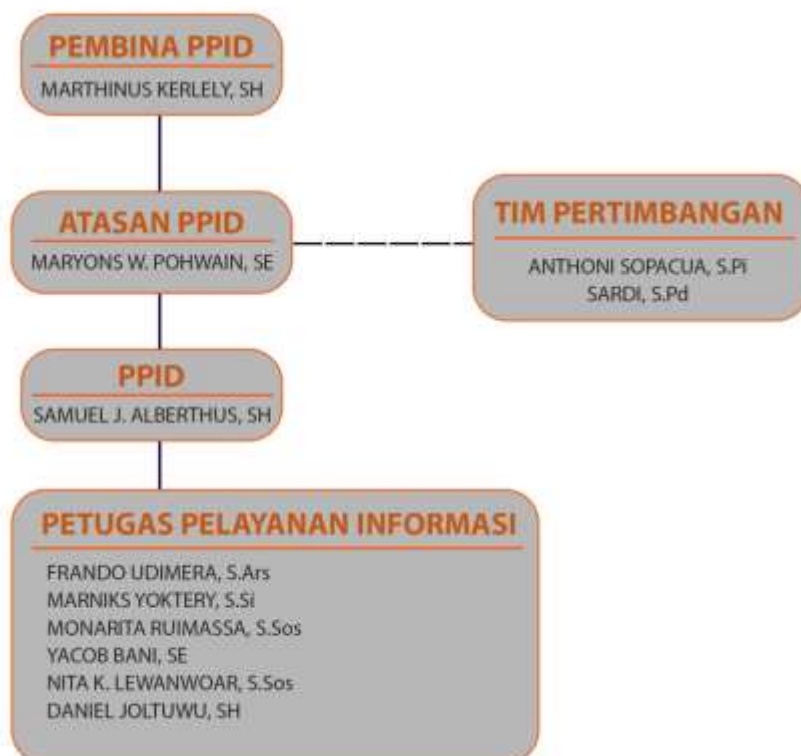 PEMBINA PPID
MARTHINUS KERLELY, SH
ATASAN PPID
MARYONS W. POHWAIN, SE
TIM PERTIMBANGAN
ANTHONI SOPACUA, S.Pi
SARDI, S.Pd
PPID
SAMUEL J. ALBERTHUS, SH
PETUGAS PELAYANAN INFORMASI
FRANDO UDIMERA, S.Ars
MARNIKS YOKTERY, S.Si
MONARITA RUIMASSA, S.Sos
YACOB BANI, SE
NITA K. LEWANWOAR, S.Sos
DANIEL JOLTUWU, SH